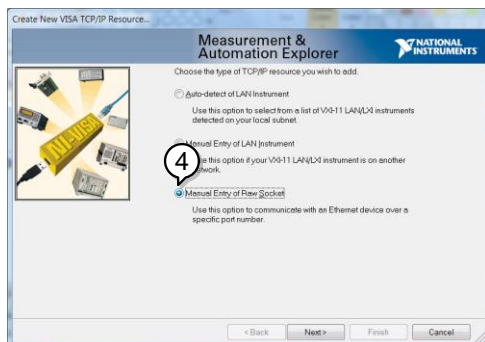 Create New VISA TCP/IP Resource...
Measurement &
Automation Explorer
NATIONAL
INSTRUMENTS
Choose the type of TCP/IP resource you wish to add.
Auto-detect of LAN Instrument
Use this option to select from a list of VXI-11 LAN/LXI instruments
detected on your local subnet.
Manual Entry of LAN Instrument
this option if your VXI-11 LAN/LXI instrument is on another
4
Manual Entry of Raw Socket
Use this option to communicate with an Ethernet device over a
specific port number.
NI-VISA
< Back
Next >
Finish
Cancel